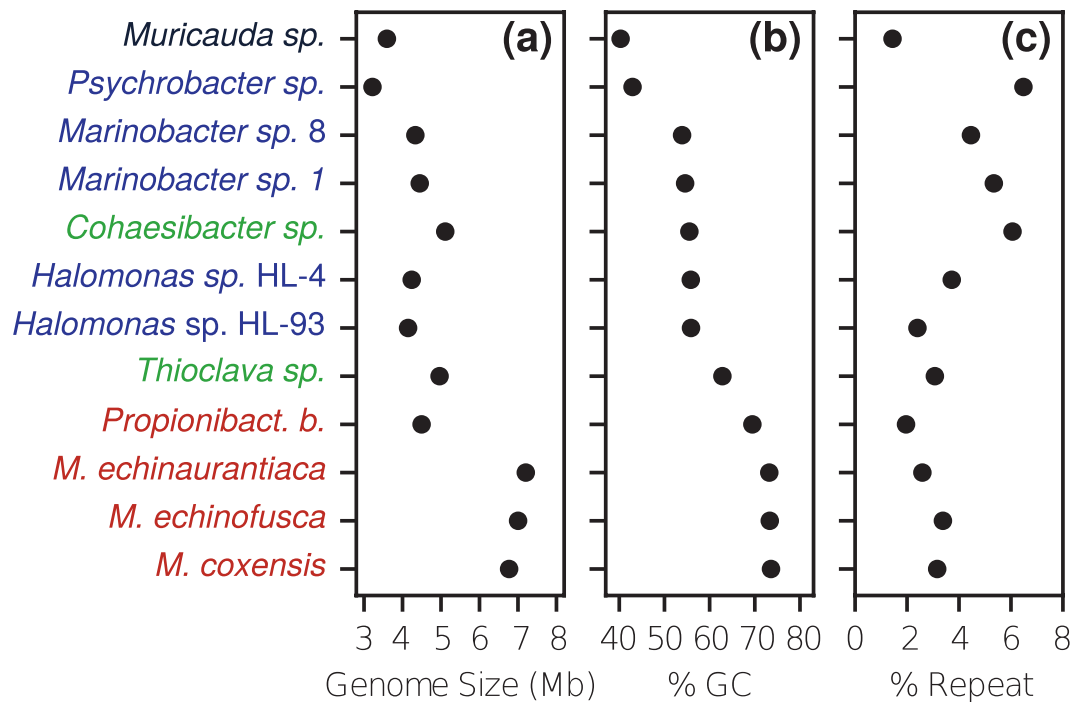 Muricauda sp.
Psychrobacter sp.
Marinobacter sp. 8
Marinobacter sp. 1
Cohaesibacter sp.
Halomonas sp. HL-4
Halomonas sp. HL-93
Thioclava sp.
Propionibact. b.
M. echinaurantiaca
M. echinofusca
M. coxensis
(a)
3 4 5 6 7 8
Genome Size (Mb)
(b)
40 50 60 70 80
% GC
(c)
0 2 4 6 8
% Repeat